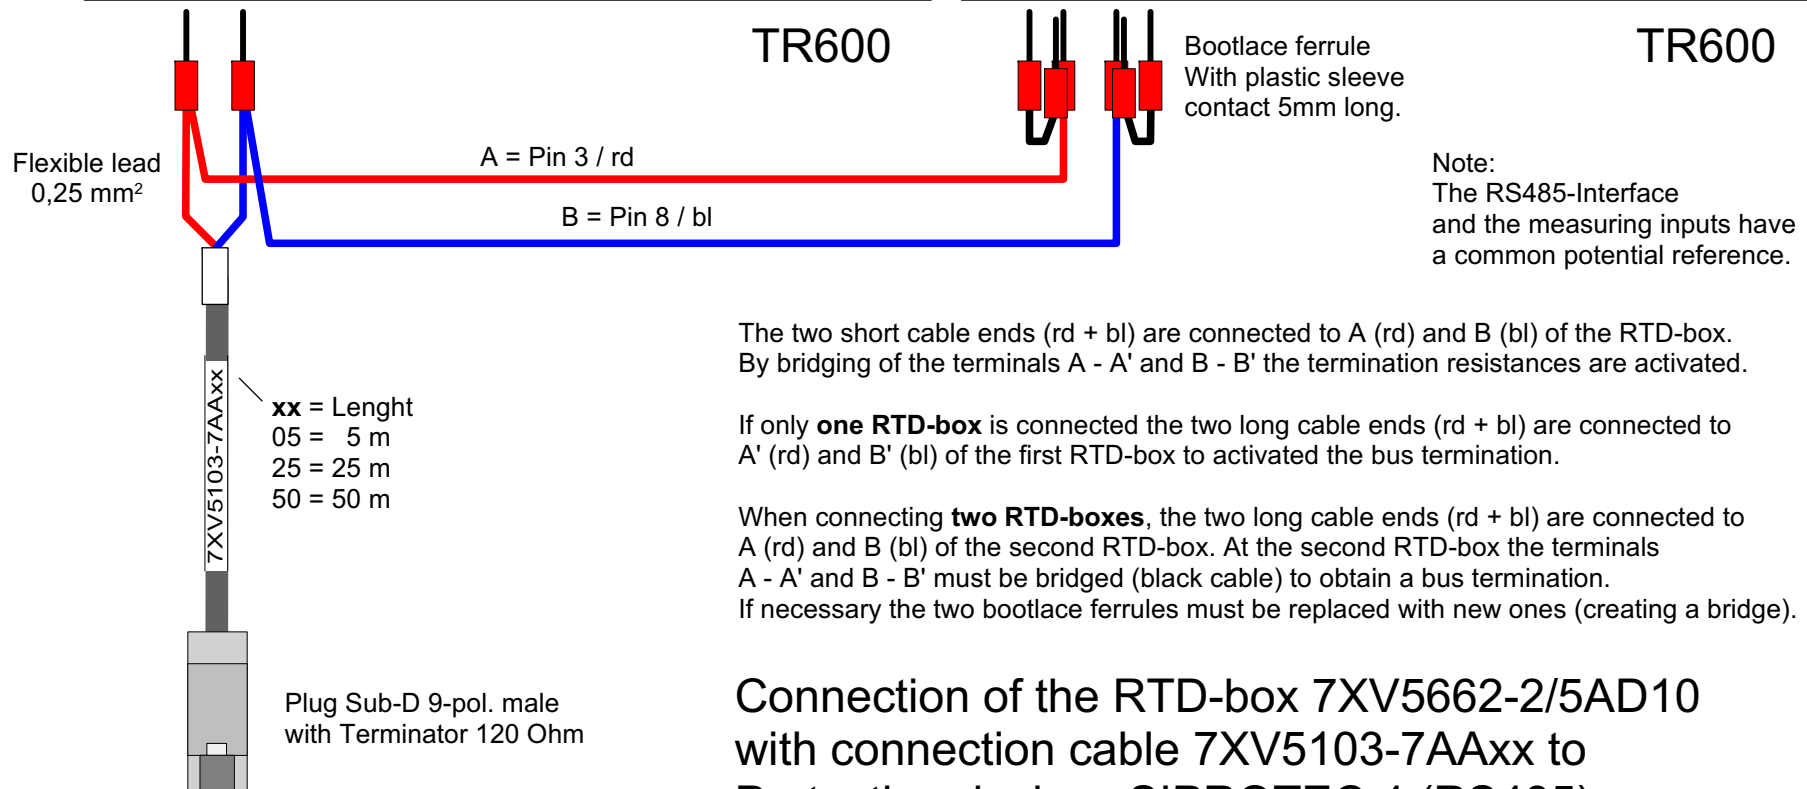 TR600
TR600
Bootlace ferrule
With plastic sleeve
contact 5mm long.
Flexible lead
0,25 mm²
A = Pin 3 / rd
B = Pin 8 / bl
Note:
The RS485-Interface
and the measuring inputs have
a common potential reference.
The two short cable ends (rd + bl) are connected to A (rd) and B (bl) of the RTD-box.
By bridging of the terminals A - A' and B - B' the termination resistances are activated.
7XV5103-7AAxx
xx = Lenght
05 = 5 m
25 = 25 m
50 = 50 m
If only one RTD-box is connected the two long cable ends (rd + bl) are connected to
A' (rd) and B' (bl) of the first RTD-box to activated the bus termination.
When connecting two RTD-boxes, the two long cable ends (rd + bl) are connected to
A (rd) and B (bl) of the second RTD-box. At the second RTD-box the terminals
A - A' and B - B' must be bridged (black cable) to obtain a bus termination.
If necessary the two bootlace ferrules must be replaced with new ones (creating a bridge).
Plug Sub-D 9-pol. male
with Terminator 120 Ohm
Connection of the RTD-box 7XV5662-2/5AD10
with connection cable 7XV5103-7AAxx to